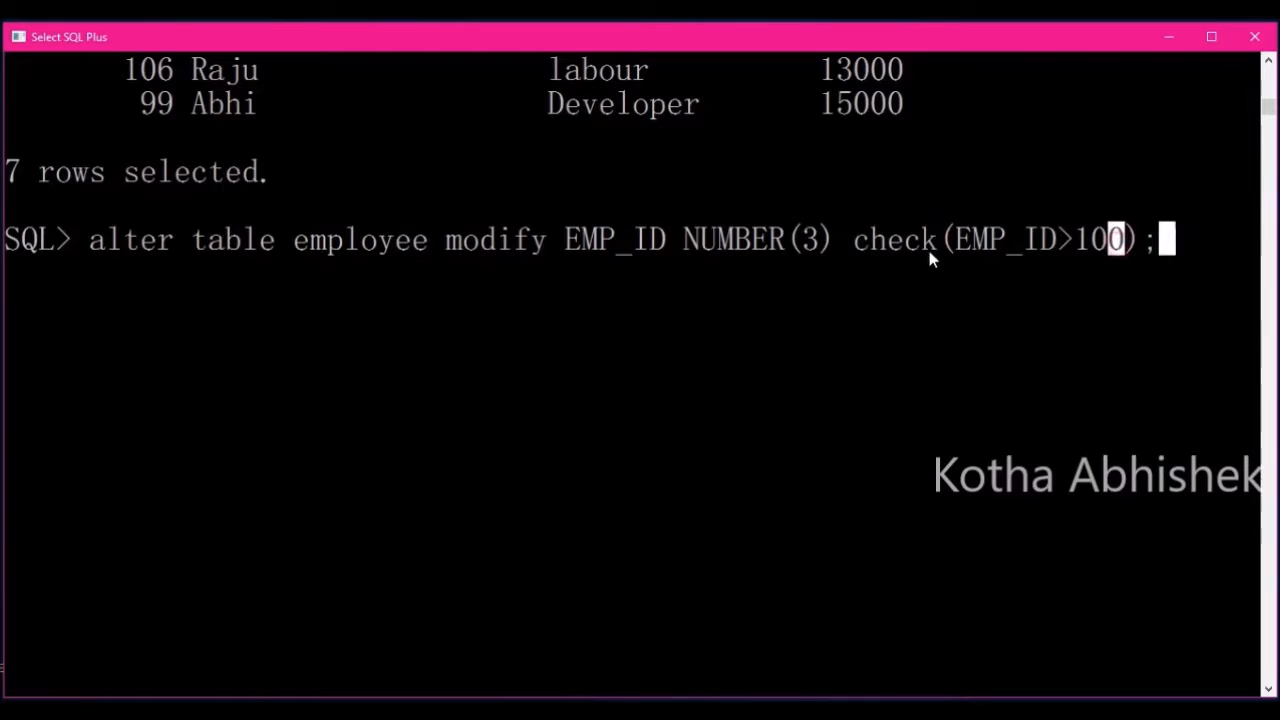 Select SQL Plus
106 Raju labour 13000
99 Abhi Developer 15000
7 rows selected.
SQL> alter table employee modify EMP_ID NUMBER(3) check(EMP_ID>100);
Kotha Abhishek